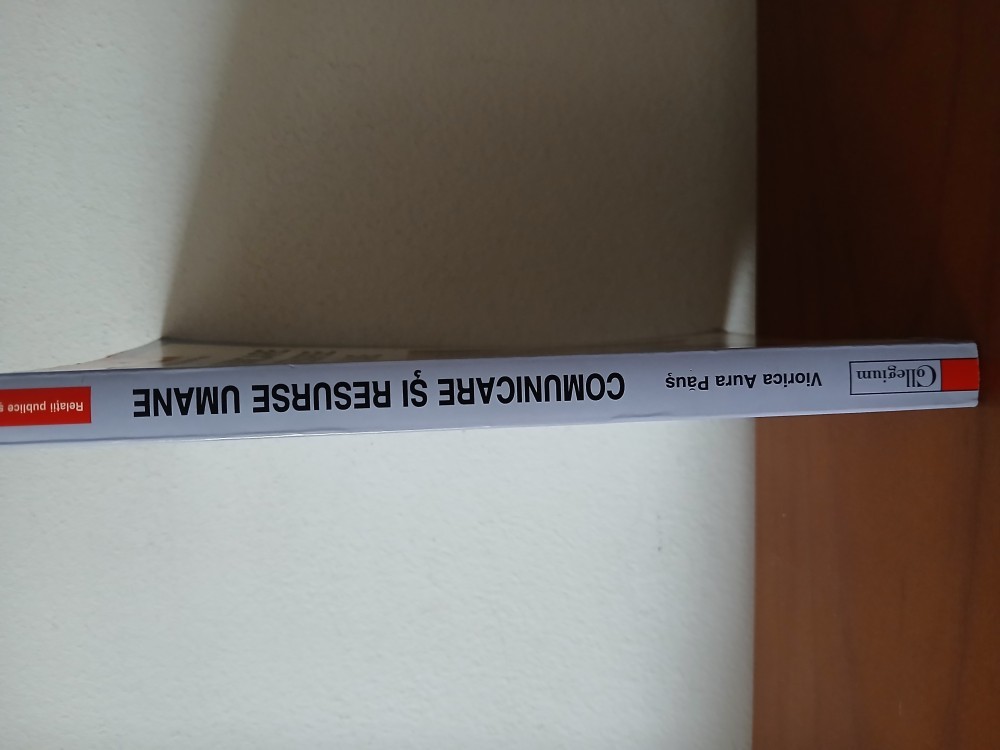 Collegium
Viorica Aura Păuș
COMUNICARE ȘI RESURSE UMANE
Relații publice